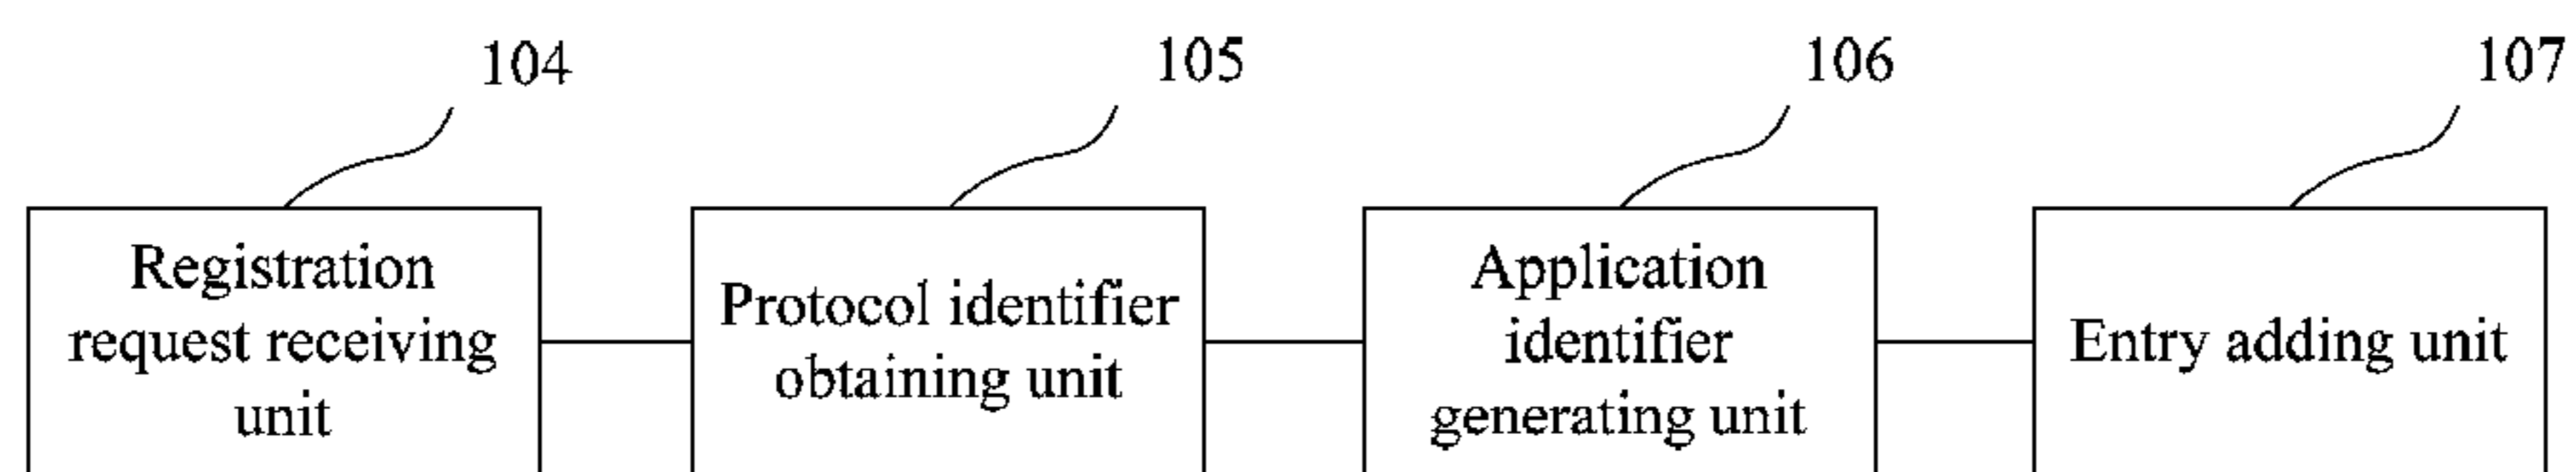 104
105
106
107
Registration
request receiving
unit
Protocol identifier
obtaining unit
Application
identifier
generating unit
Entry adding unit